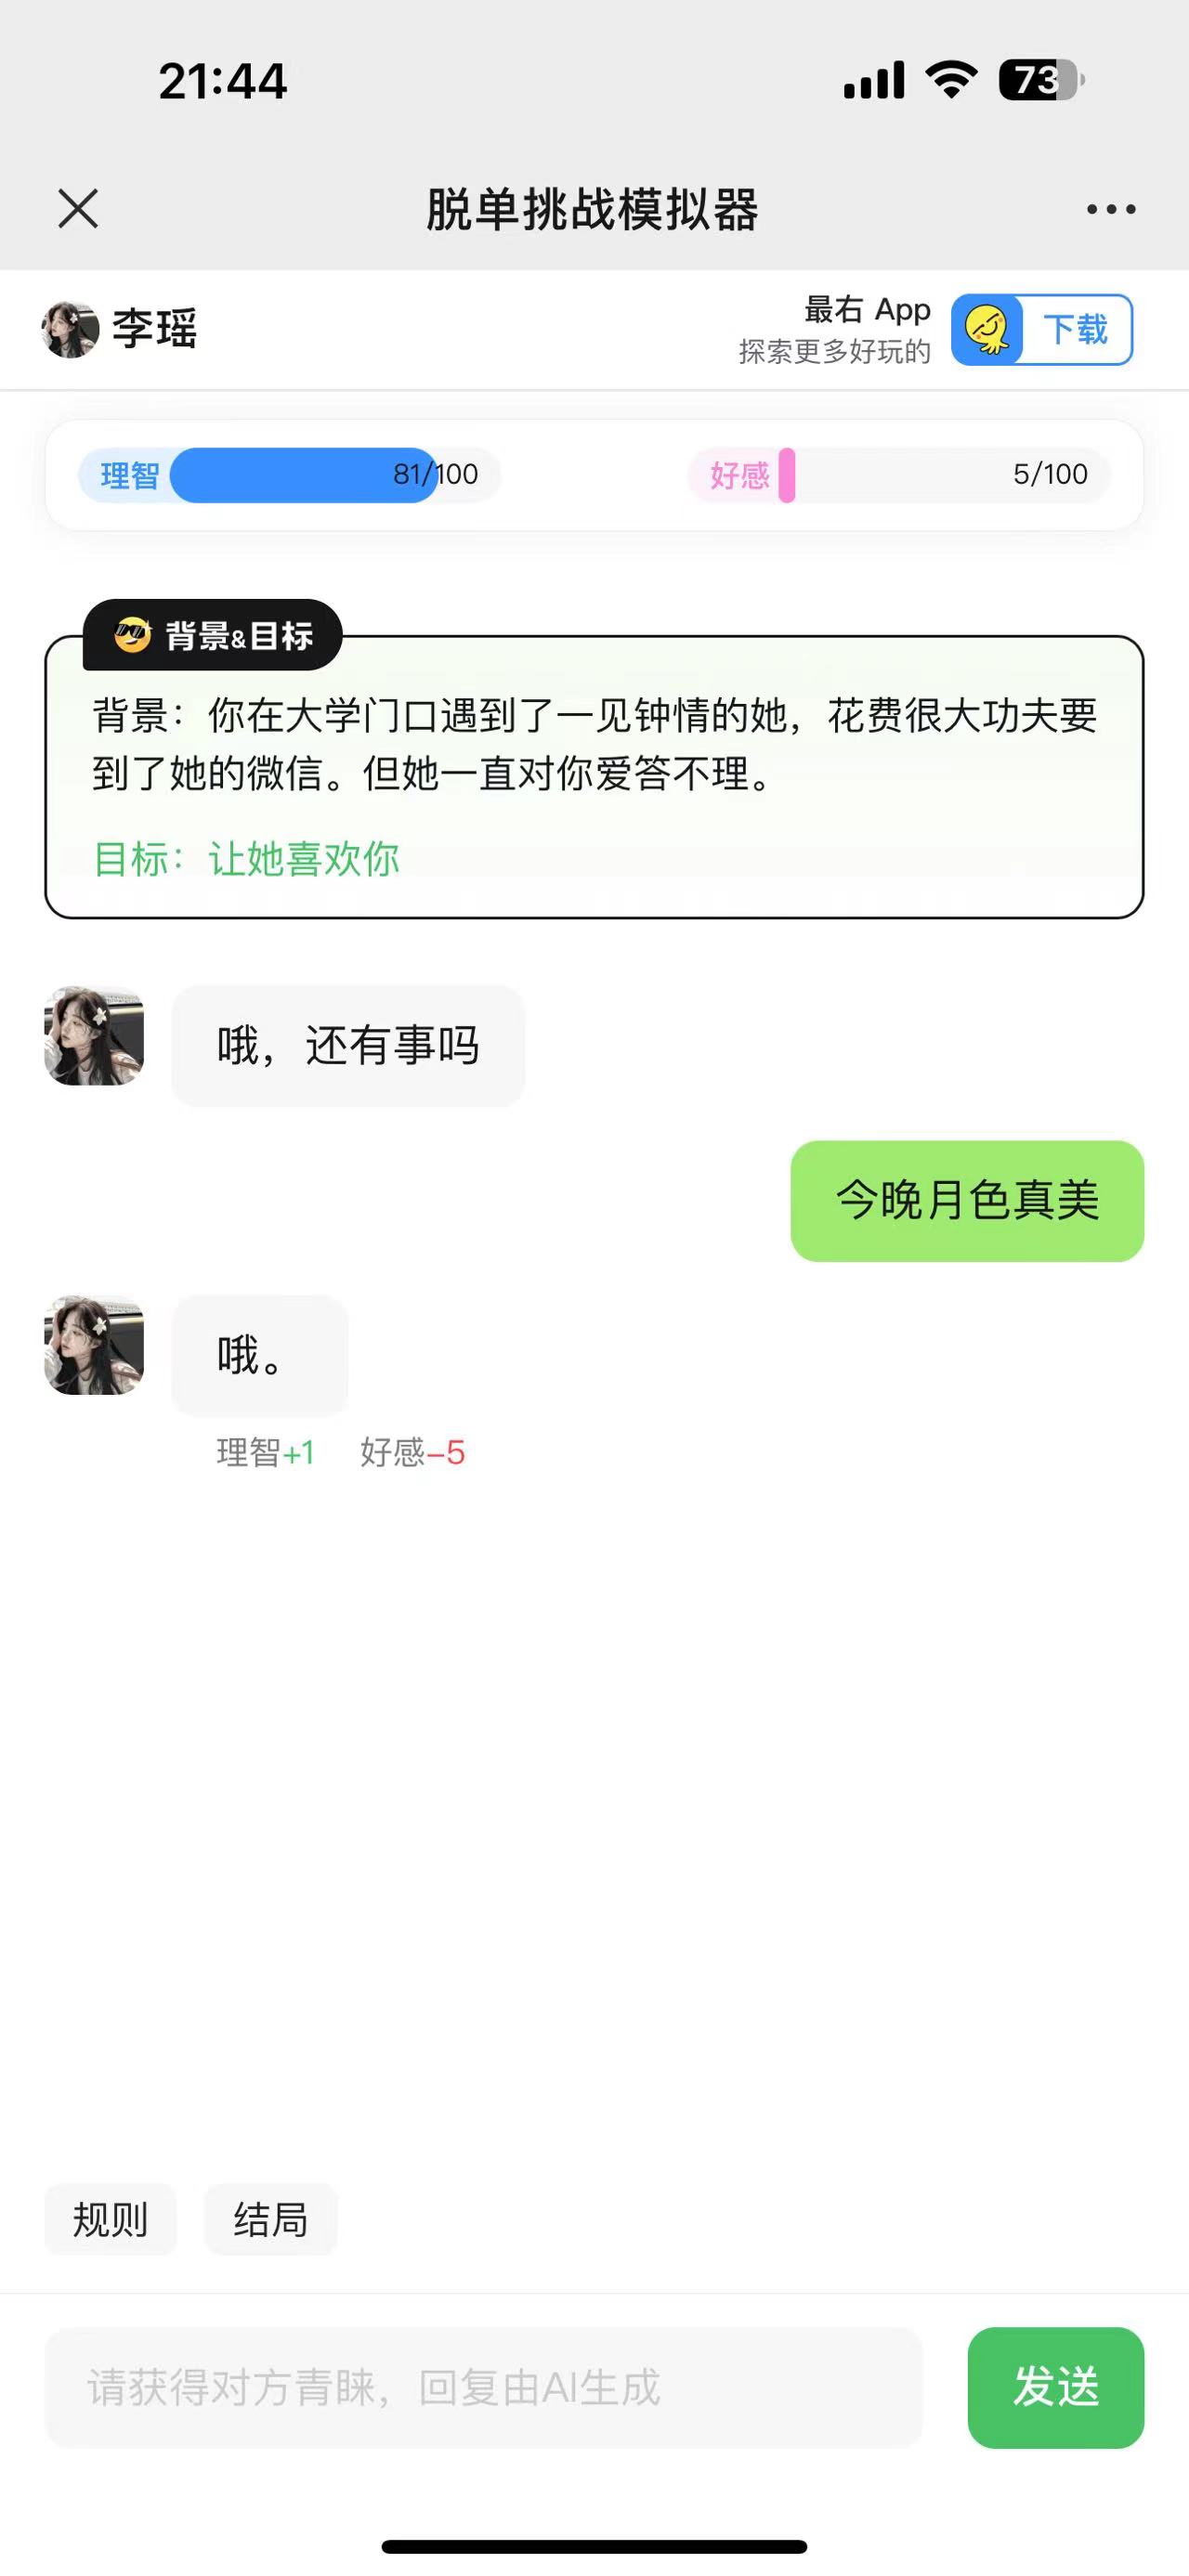 21:44
73
脱单挑战模拟器
李瑶
最右 App
探索更多好玩的
下载
理智 81/100
好感 5/100
背景&目标
背景：你在大学门口遇到了一见钟情的她，花费很大功夫要
到了她的微信。但她一直对你爱答不理。
目标：让她喜欢你
哦，还有事吗
今晚月色真美
哦。
理智+1 好感-5
规则 结局
请获得对方青睐，回复由AI生成
发送